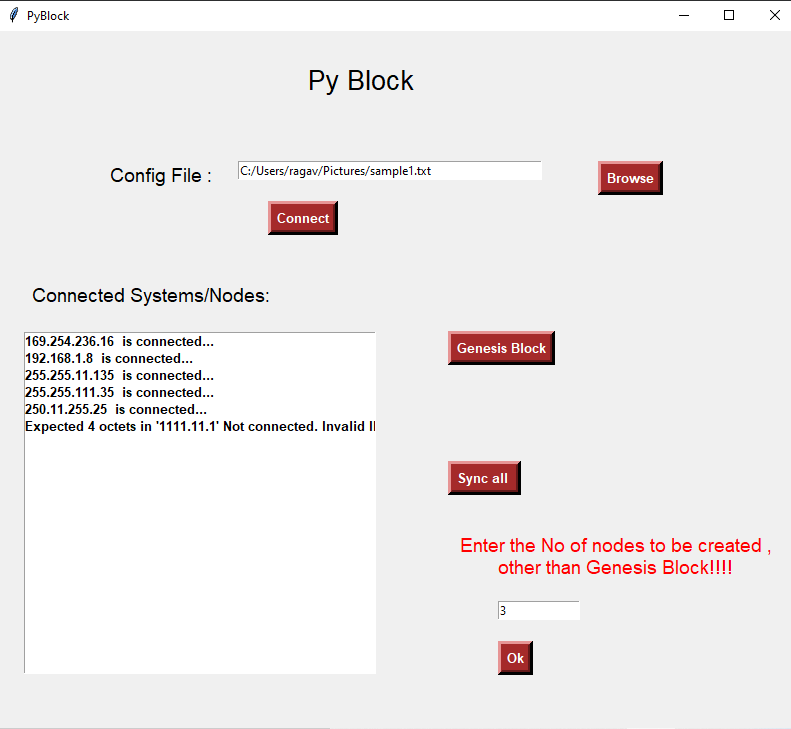 PyBlock
Py Block
Config File :
C:/Users/ragav/Pictures/sample1.txt
Browse
Connect
Connected Systems/Nodes:
169.254.236.16  is connected...
192.168.1.8  is connected...
255.255.11.135  is connected...
255.255.111.35  is connected...
250.11.255.25  is connected...
Expected 4 octets in '1111.11.1' Not connected. Invalid
Genesis Block
Sync all
Enter the No of nodes to be created ,
other than Genesis Block!!!!
3
Ok